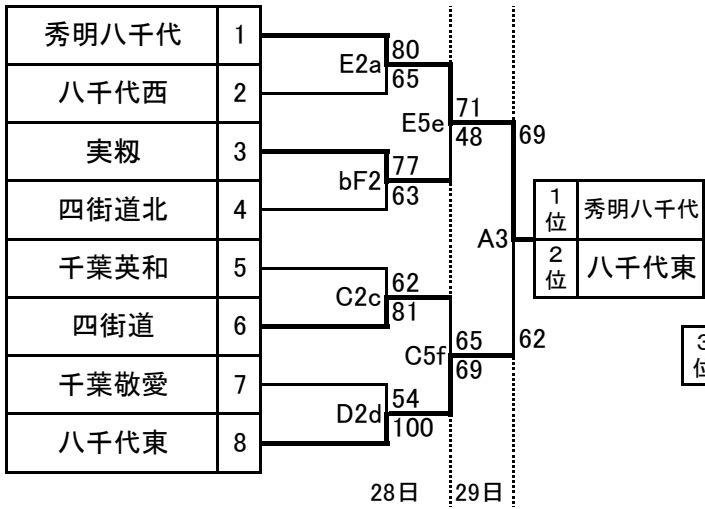 秀明八千代 1
80
E2a
65
八千代西 2
71
E5e
48
69
実籾 3
77
bF2
63
四街道北 4
1位 秀明八千代
A3
2位 八千代東
千葉英和 5
62
C2c
81
四街道 6
65
C5f
69
62
3位
千葉敬愛 7
54
D2d
100
八千代東 8
28日 29日